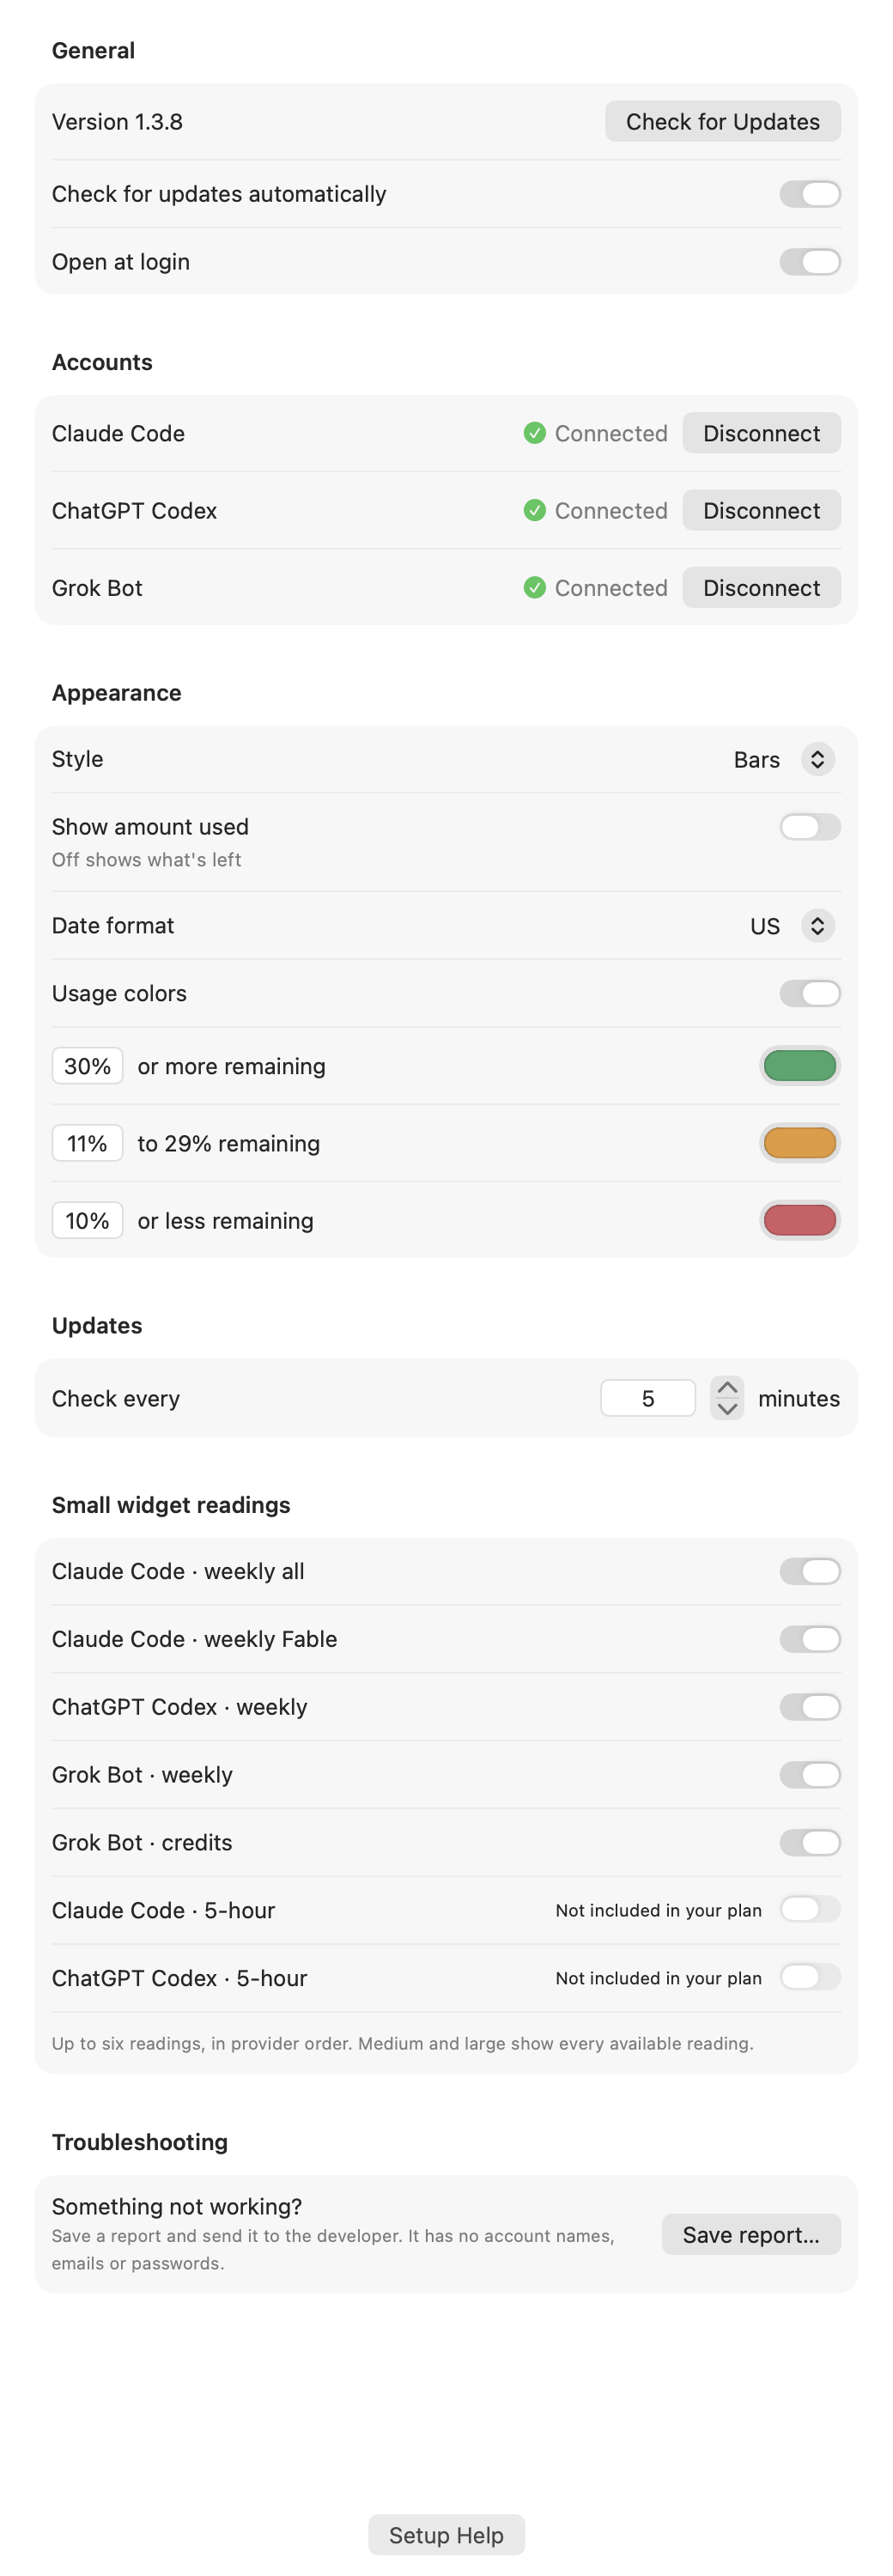 General
Version 1.3.8 Check for Updates
Check for updates automatically
Open at login
Accounts
Claude Code Connected Disconnect
ChatGPT Codex Connected Disconnect
Grok Bot Connected Disconnect
Appearance
Style Bars
Show amount used
Off shows what's left
Date format US
Usage colors
30% or more remaining
11% to 29% remaining
10% or less remaining
Updates
Check every 5 minutes
Small widget readings
Claude Code · weekly all
Claude Code · weekly Fable
ChatGPT Codex · weekly
Grok Bot · weekly
Grok Bot · credits
Claude Code · 5-hour Not included in your plan
ChatGPT Codex · 5-hour Not included in your plan
Up to six readings, in provider order. Medium and large show every available reading.
Troubleshooting
Something not working?
Save a report and send it to the developer. It has no account names,
emails or passwords.
Save report...
Setup Help